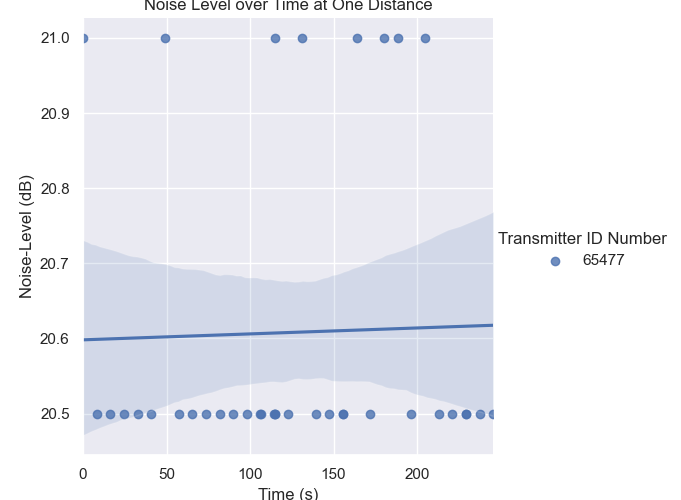 Noise Level over Time at One Distance
21.0
20.9
20.8
20.7
20.6
20.5
Noise-Level (dB)
0 50 100 150 200
Time (s)
Transmitter ID Number
65477